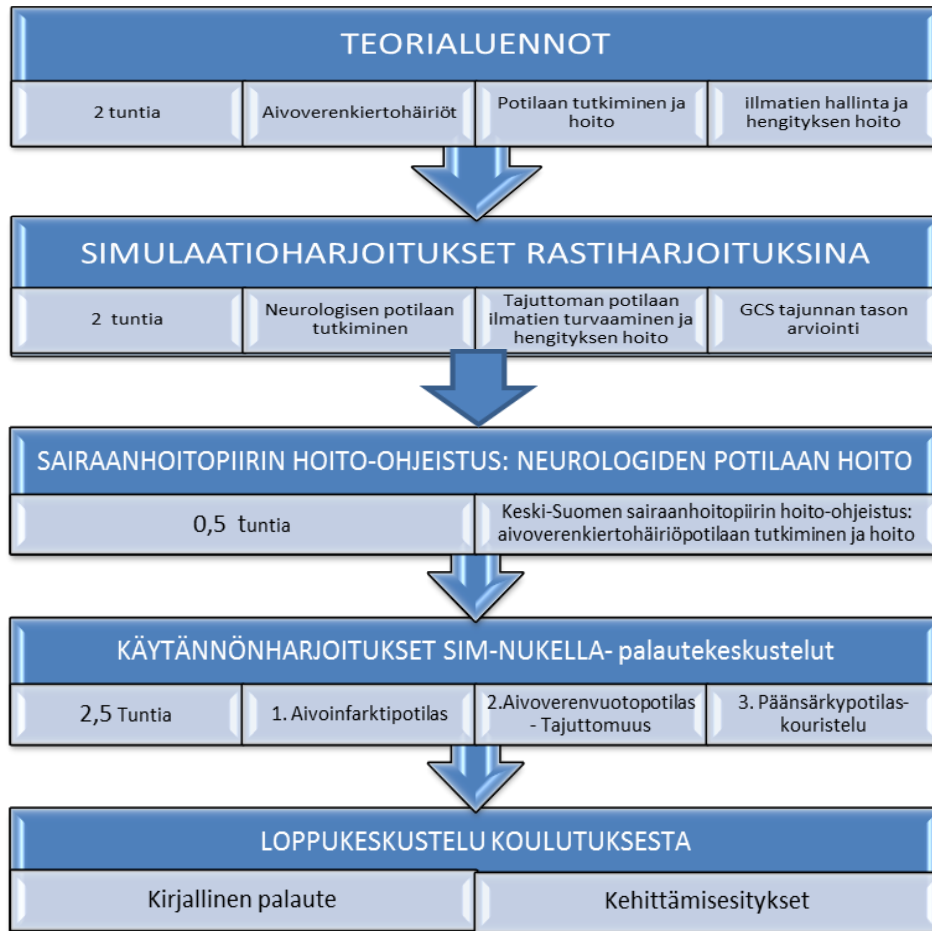 TEORIALUENNOT
2 tuntia
Aivoverenkiertohäiriöt
Potilaan tutkiminen ja
hoito
iIlmatien hallinta ja
hengityksen hoito
SIMULAATIOHARJOITUKSET RASTIHARJOITUKSINA
2 tuntia
Neurologisen potilaan
tutkiminen
Tajuttoman potilaan
ilmatien turvaaminen ja
hengityksen hoito
GCS tajunnan tason
arviointi
SAIRAANHOITOPIIRIN HOITO-OHJEISTUS: NEUROLOGIDEN POTILAAN HOITO
0,5 tuntia
Keski-Suomen sairaanhoitopiirin hoito-ohjeistus:
aivoverenkiertohäiriöpotilaan tutkiminen ja hoito
KÄYTÄNNÖNHARJOITUKSET SIM-NUKELLA- palautekeskustelut
2,5 Tuntia
1. Aivoinfarktipotilas
2.Aivoverenvuotopotilas
- Tajuttomuus
3. Päänsärkypotilas-
kouristelu
LOPPUKESKUSTELU KOULUTUKSESTA
Kirjallinen palaute
Kehittämisesitykset